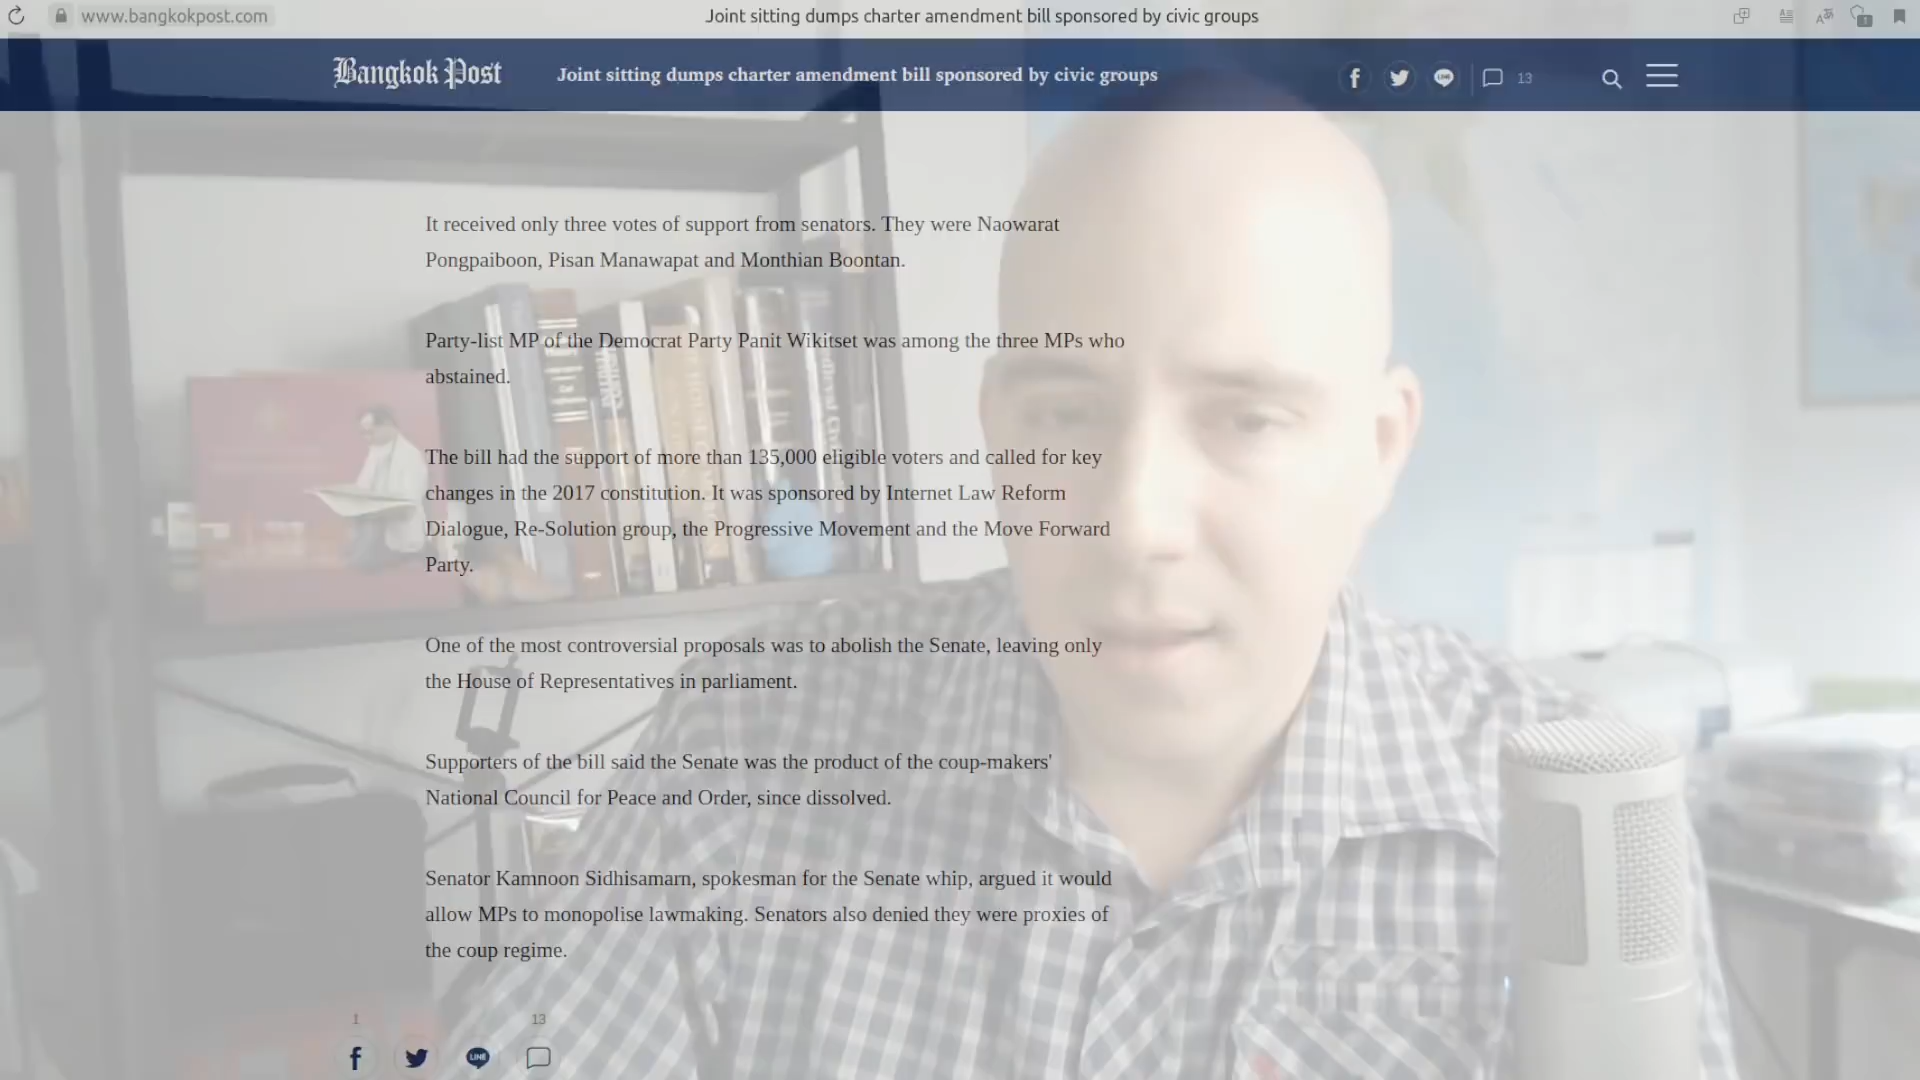 www.bangkokpost.com
Joint sitting dumps charter amendment bill sponsored by civic groups
Bangkok Post
Joint sitting dumps charter amendment bill sponsored by civic groups
13
It received only three votes of support from senators. They were Naowarat
Pongpaiboon, Pisan Manawapat and Monthian Boontan.
Party-list MP of the Democrat Party Panit Wikitset was among the three MPs who
abstained.
The bill had the support of more than 135,000 eligible voters and called for key
changes in the 2017 constitution. It was sponsored by Internet Law Reform
Dialogue, Re-Solution group, the Progressive Movement and the Move Forward
Party.
One of the most controversial proposals was to abolish the Senate, leaving only
the House of Representatives in parliament.
Supporters of the bill said the Senate was the product of the coup-makers'
National Council for Peace and Order, since dissolved.
Senator Kamnoon Sidhisamarn, spokesman for the Senate whip, argued it would
allow MPs to monopolise lawmaking. Senators also denied they were proxies of
the coup regime.
1
13
LINE